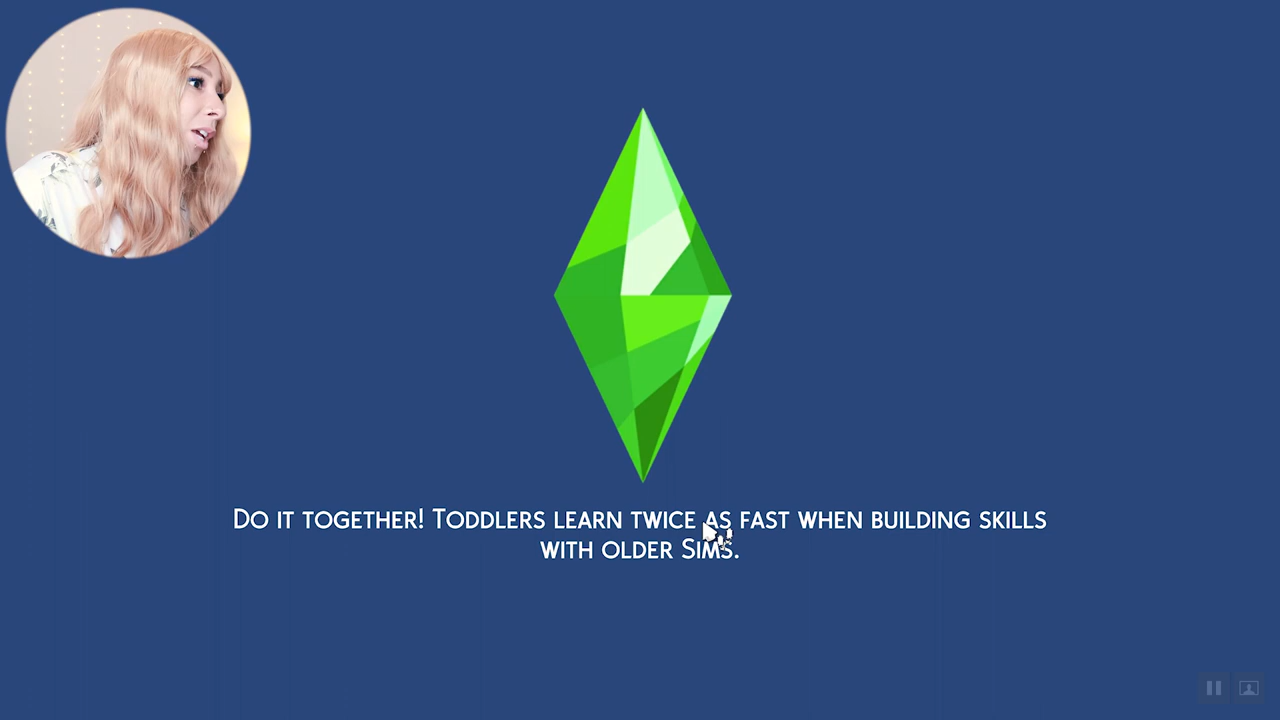 Do it together! Toddlers learn twice as fast when building skills
with older Sims.